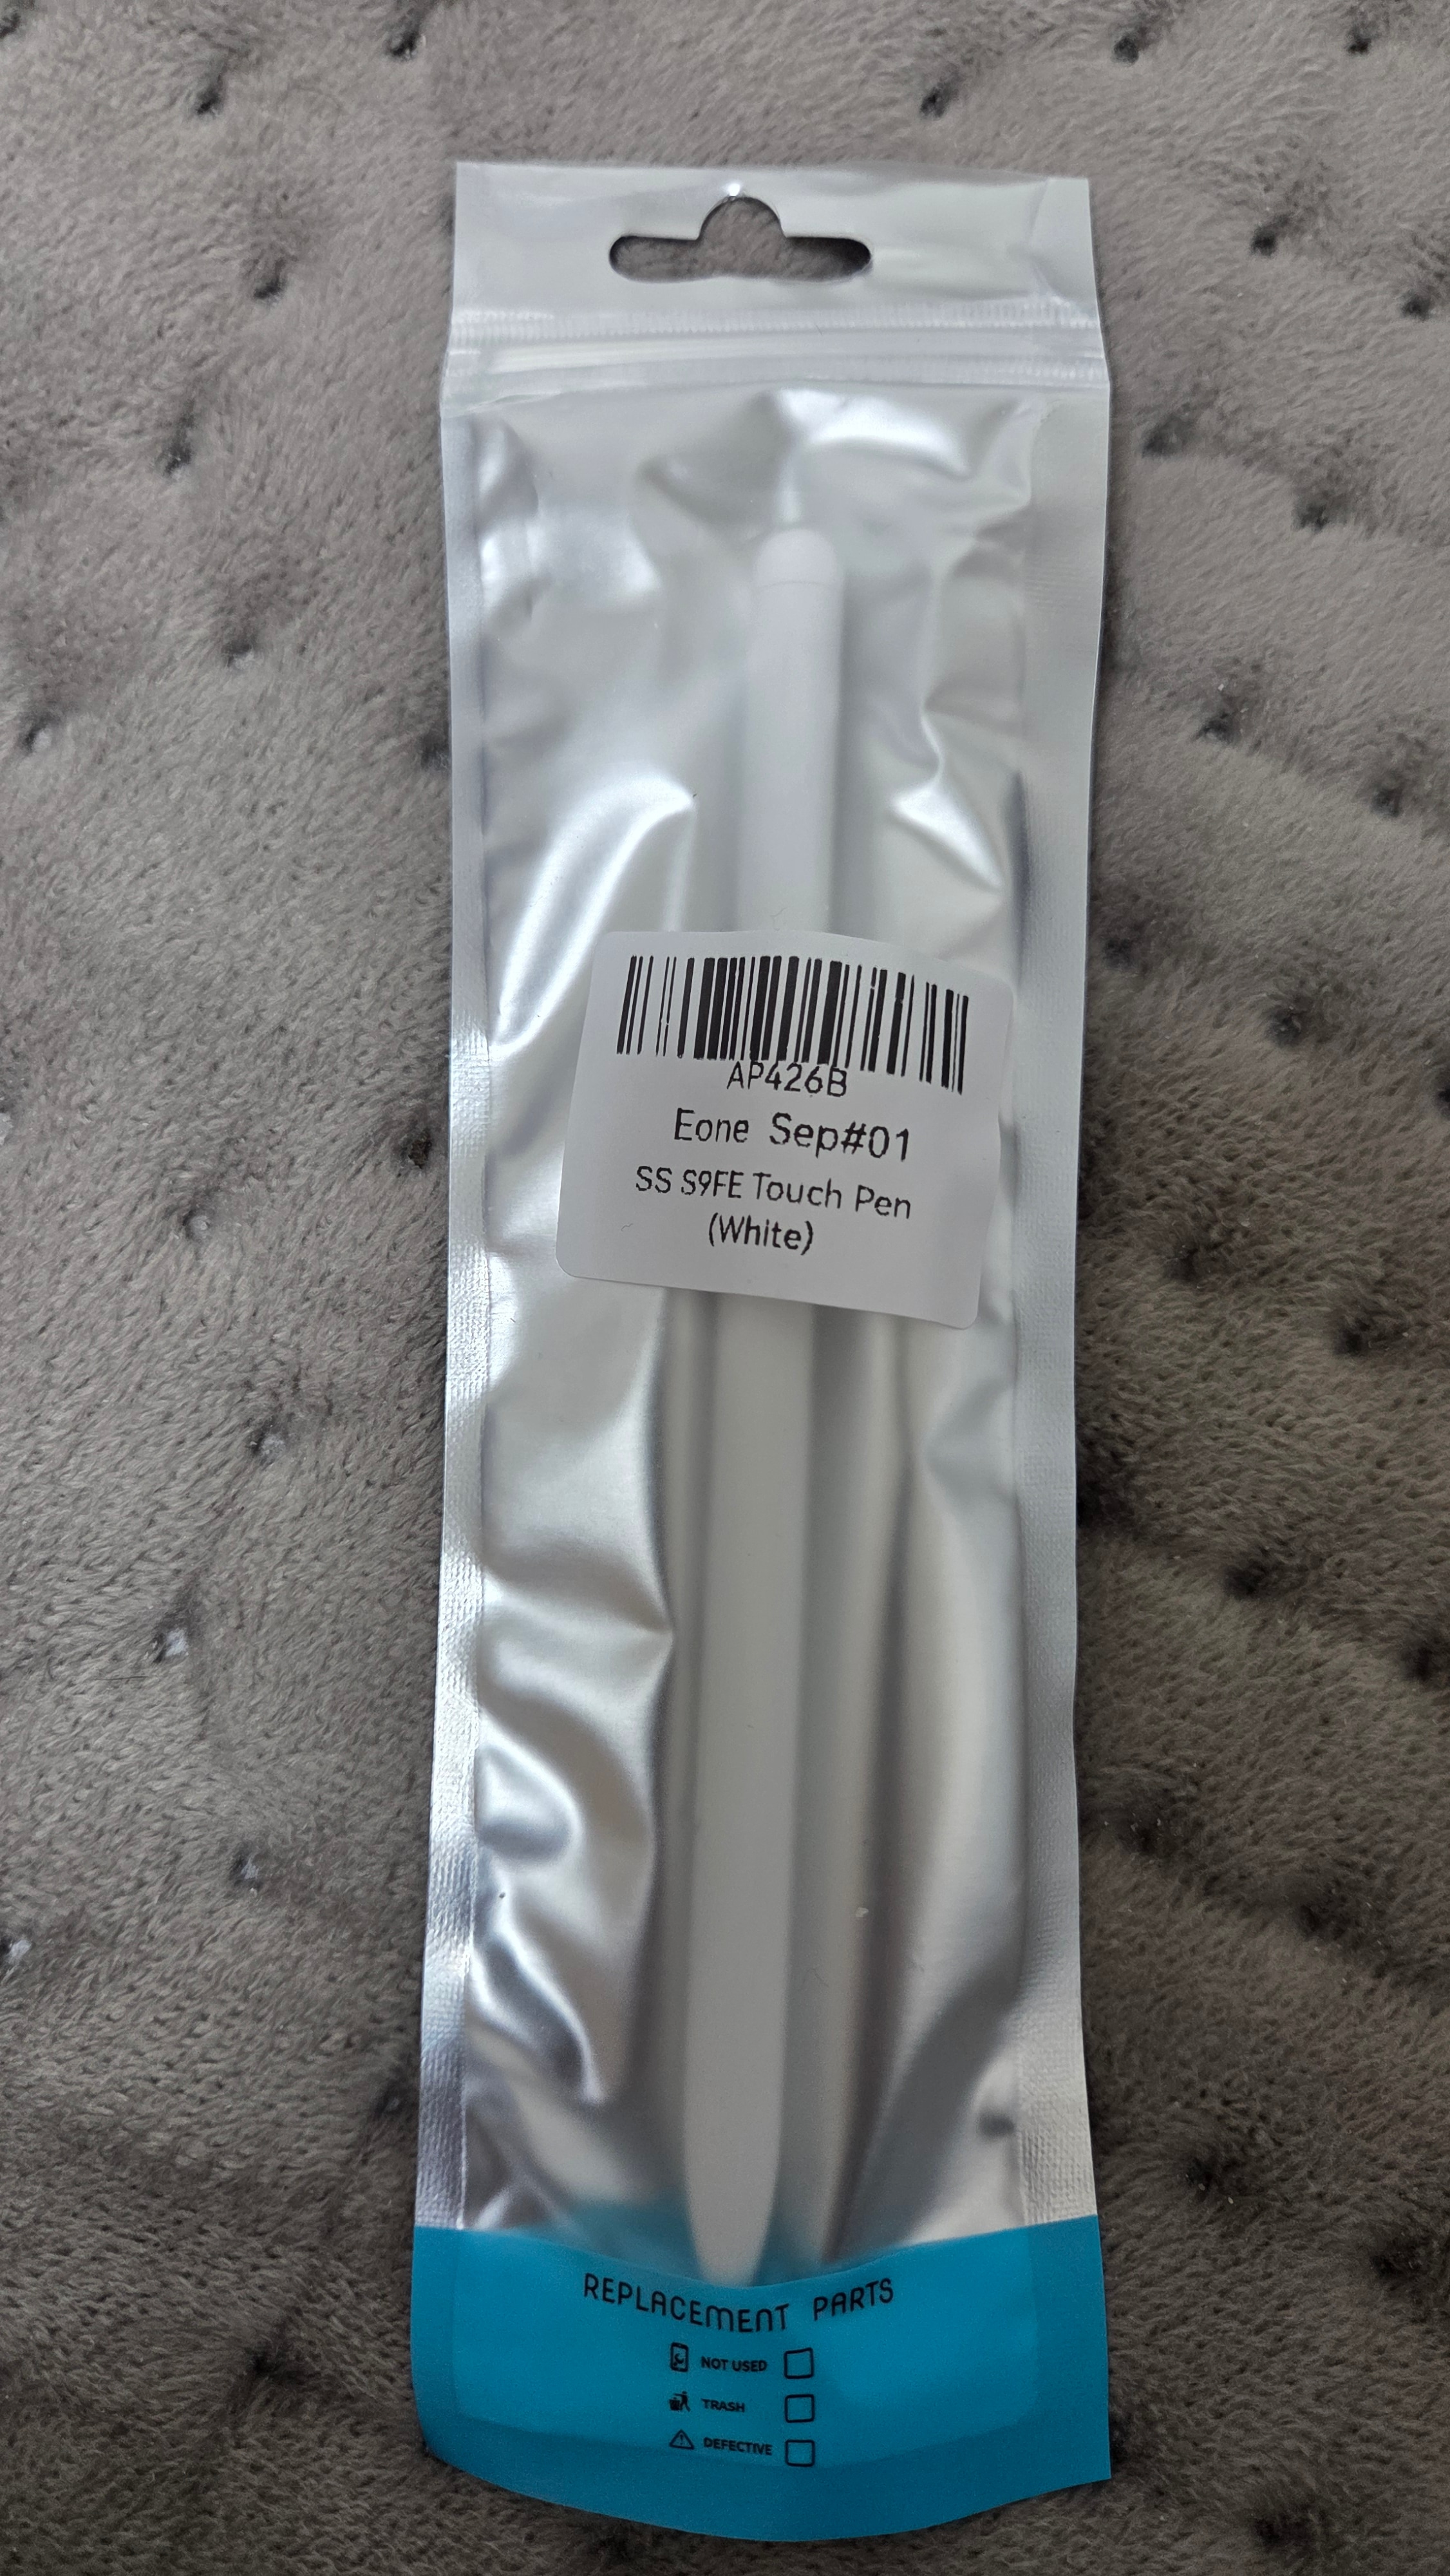 AP426B
Eone Sep#01
SS S9FE Touch Pen
(White)
REPLACEMENT PARTS
NOT USED
TRASH
DEFECTIVE